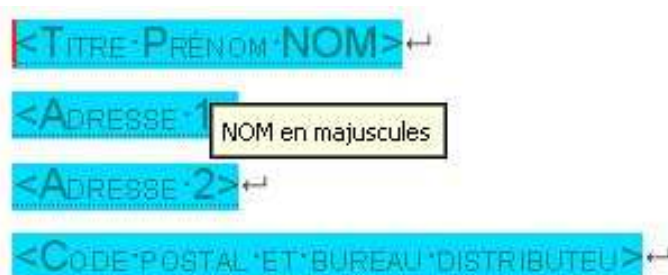 <Titre Prénom NOM>
<Adresse 1
NOM en majuscules
<Adresse 2>
<Code postal et bureau distributeu>